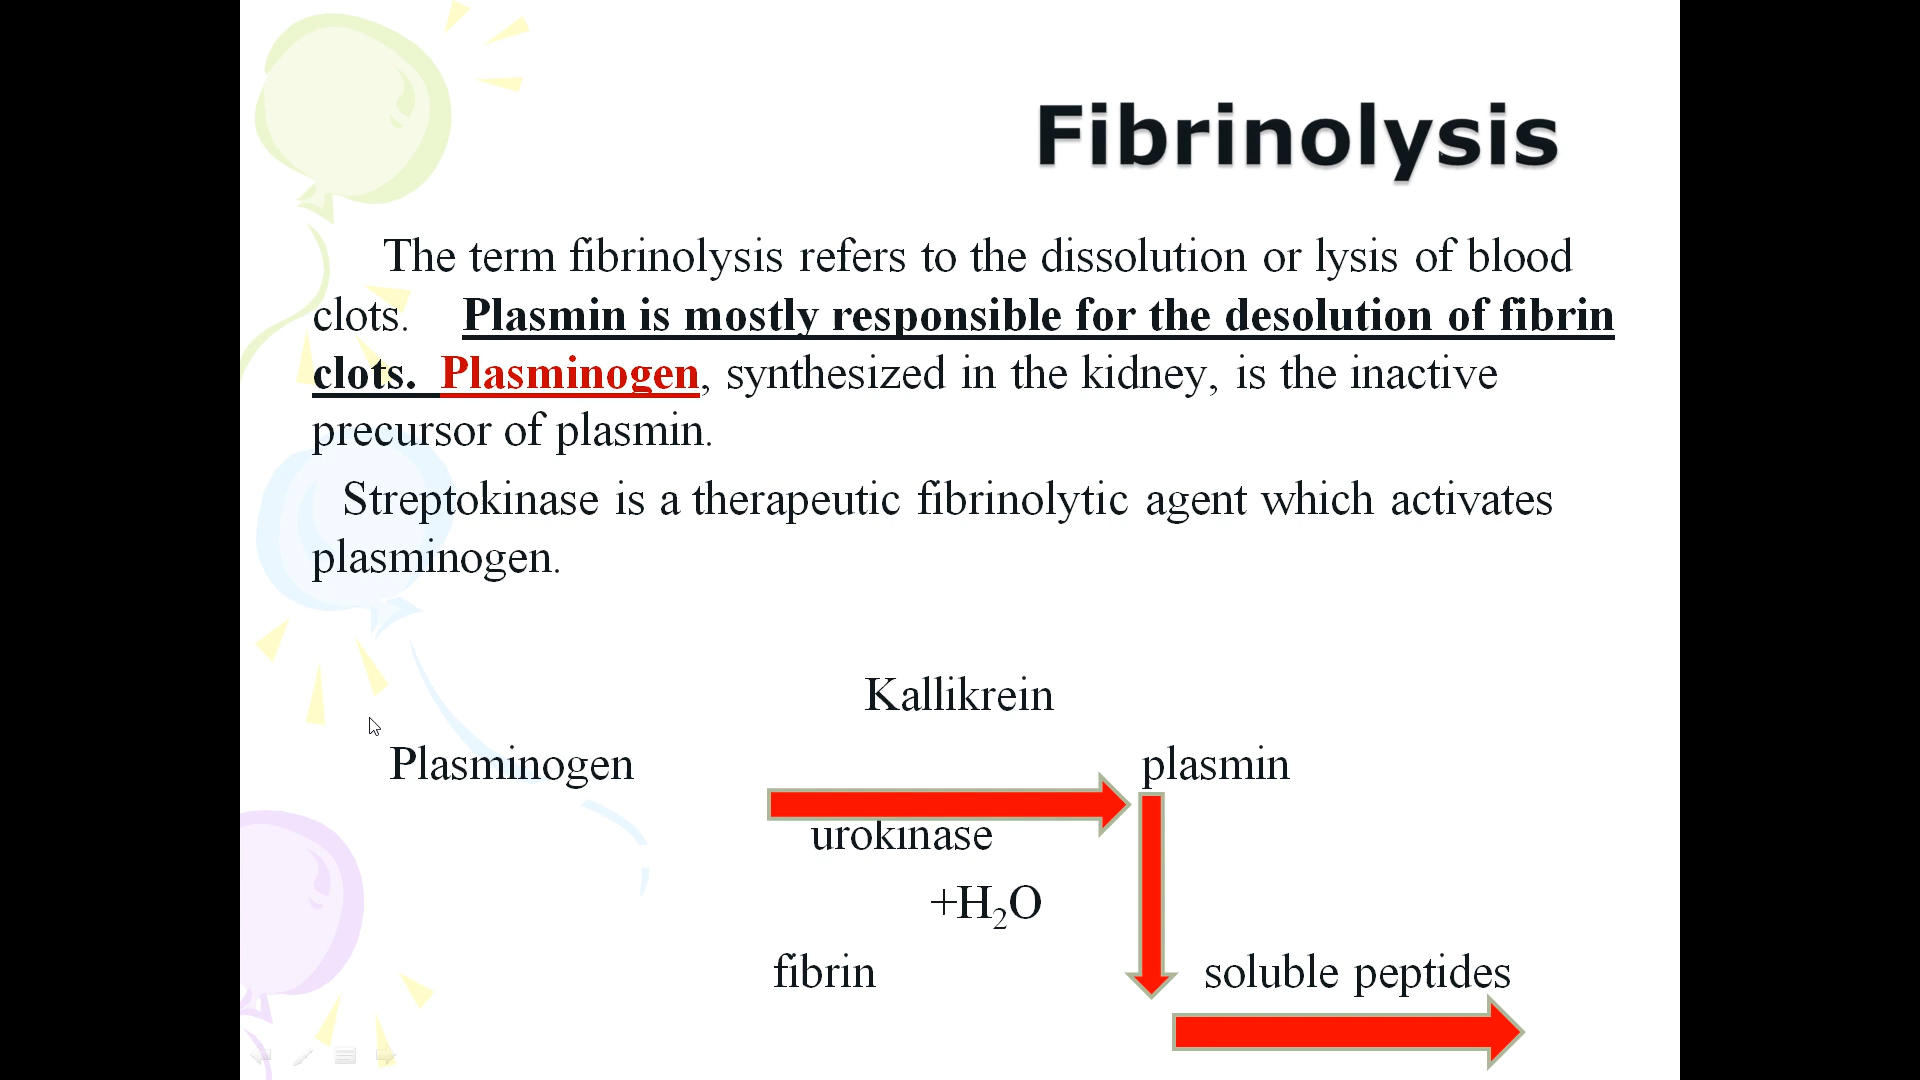 Fibrinolysis
The term fibrinolysis refers to the dissolution or lysis of blood
clots. Plasmin is mostly responsible for the desolution of fibrin
clots. Plasminogen, synthesized in the kidney, is the inactive
precursor of plasmin.
Streptokinase is a therapeutic fibrinolytic agent which activates
plasminogen.
Kallikrein
Plasminogen plasmin
urokinase
+H₂O
fibrin soluble peptides